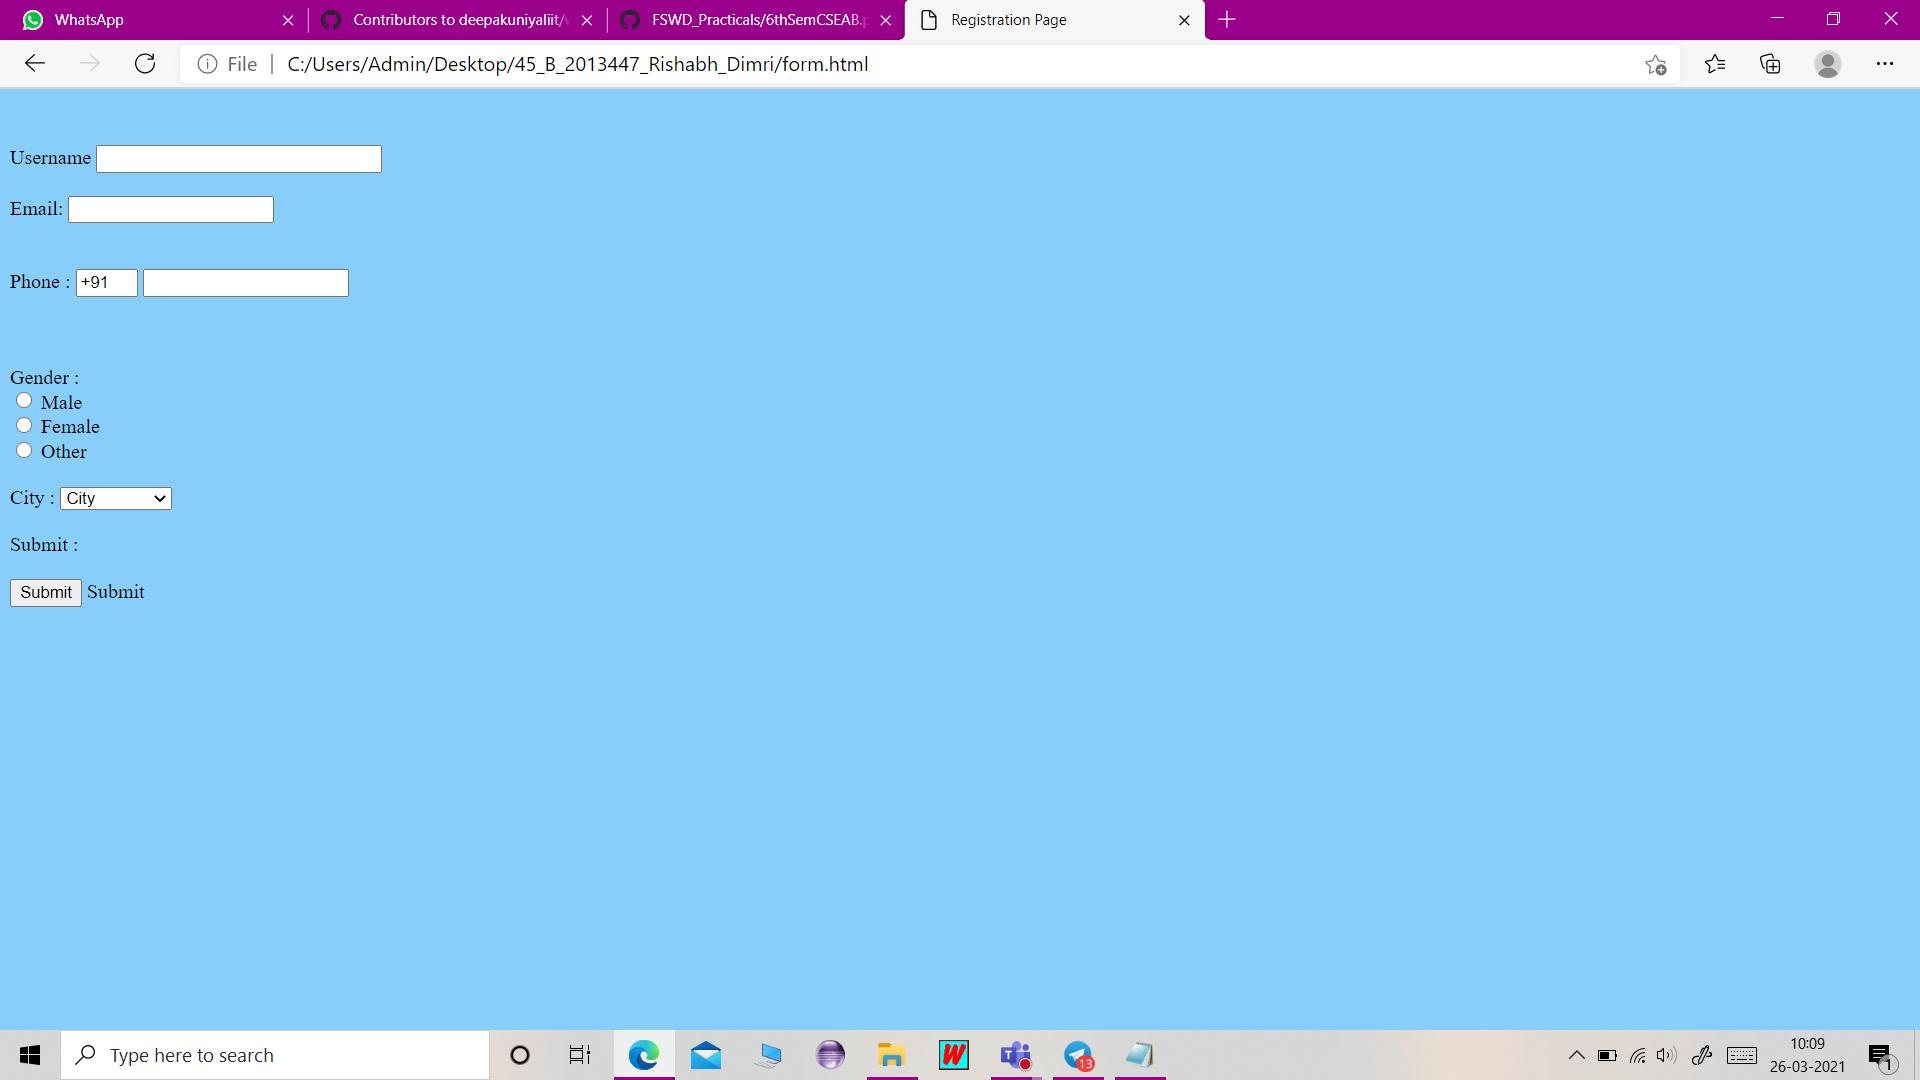 WhatsApp
Contributors to deepakuniyaliit/
FSWD_Practicals/6thSemCSEAB.p
Registration Page
File
C:/Users/Admin/Desktop/45_B_2013447_Rishabh_Dimri/form.html
Username
Email:
Phone : +91
Gender :
Male
Female
Other
City : City
Submit :
Submit Submit
Type here to search
W
T
13
10:09
26-03-2021
1